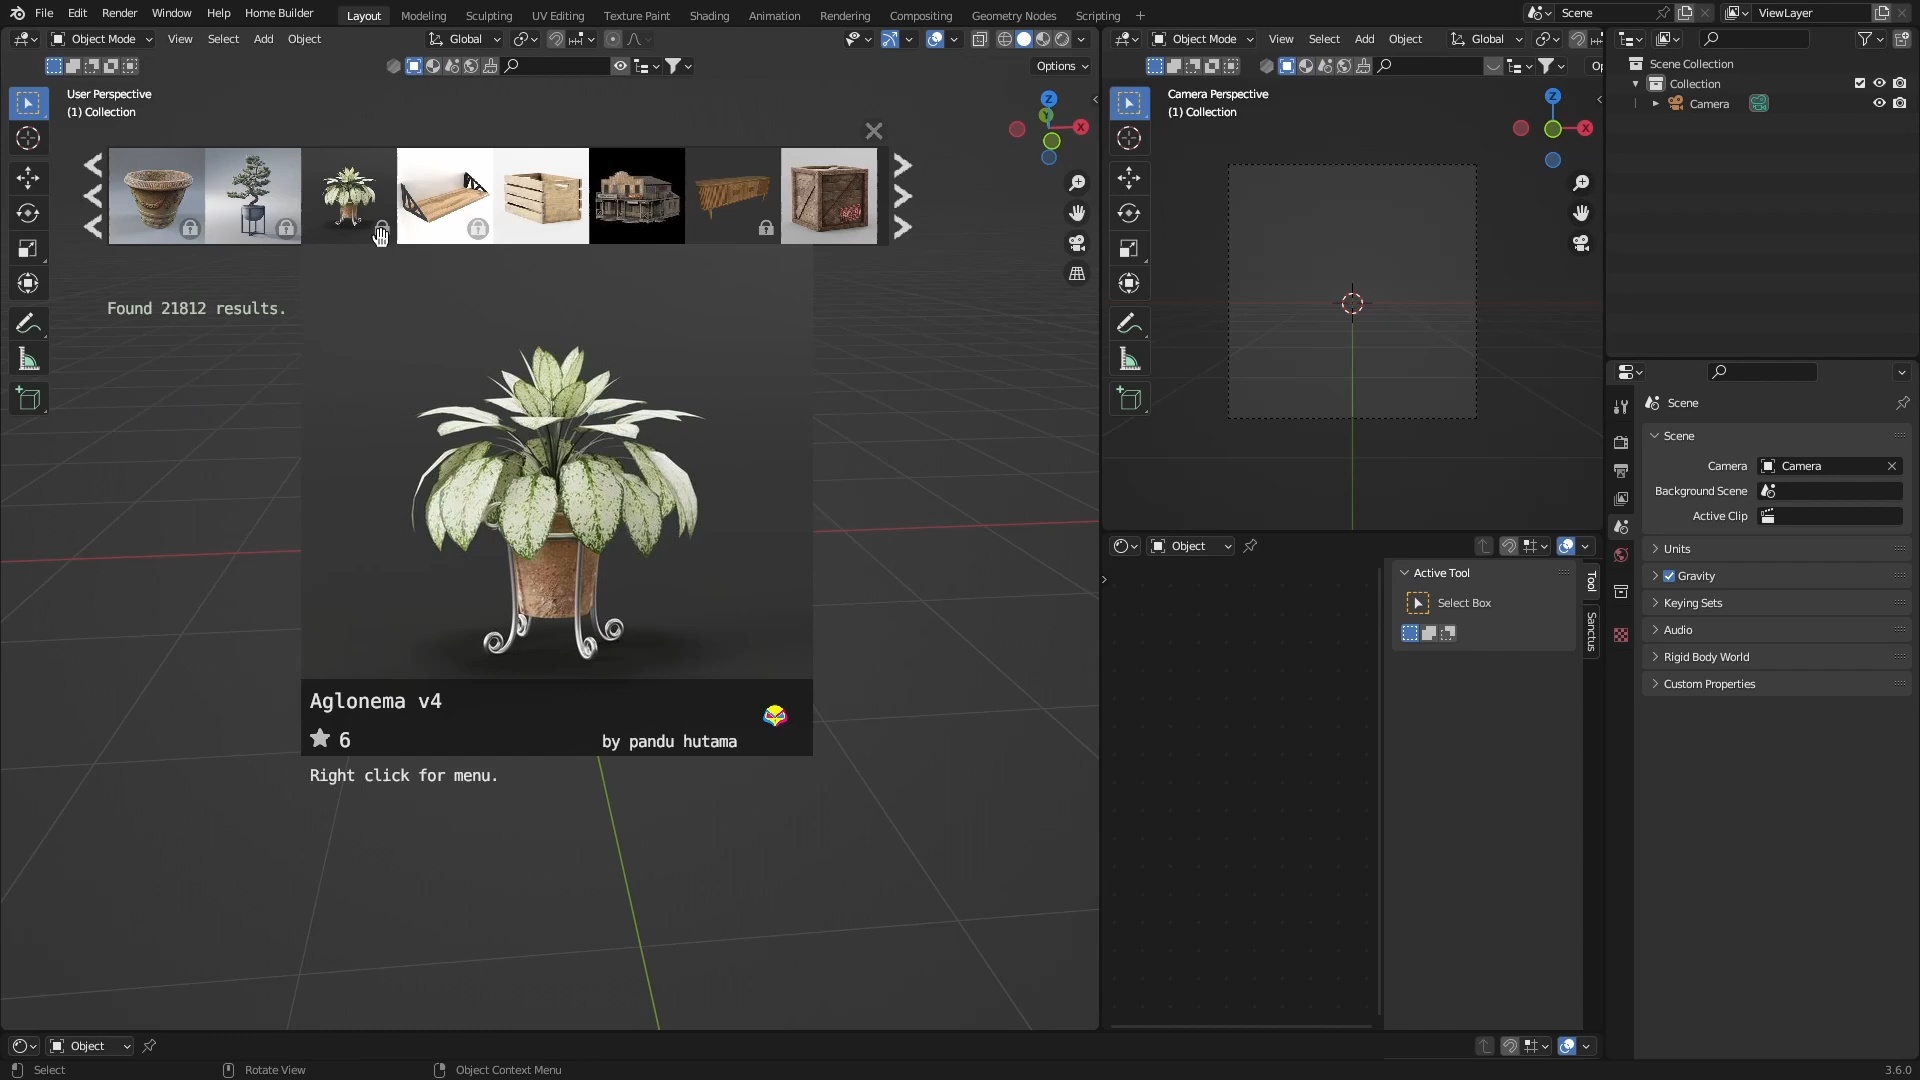 File Edit Render Window Help Home Builder Layout Modeling Sculpting UV Editing Texture Paint Shading Animation Rendering Compositing Geometry Nodes Scripting Scene ViewLayer
Object Mode View Select Add Object Global
Options
User Perspective
(1) Collection
Z
Y
X
Found 21812 results.
Aglonema v4
6 by pandu hutama
Right click for menu.
Object Mode View Select Add Object Global
Op
Camera Perspective
(1) Collection
Z
X
Object
Active Tool
Select Box
Tool
Sanctus
Scene Collection
Collection
Camera
Scene
Scene
Camera Camera
Background Scene
Active Clip
Units
Gravity
Keying Sets
Audio
Rigid Body World
Custom Properties
Object
Select Rotate View Object Context Menu 3.6.0